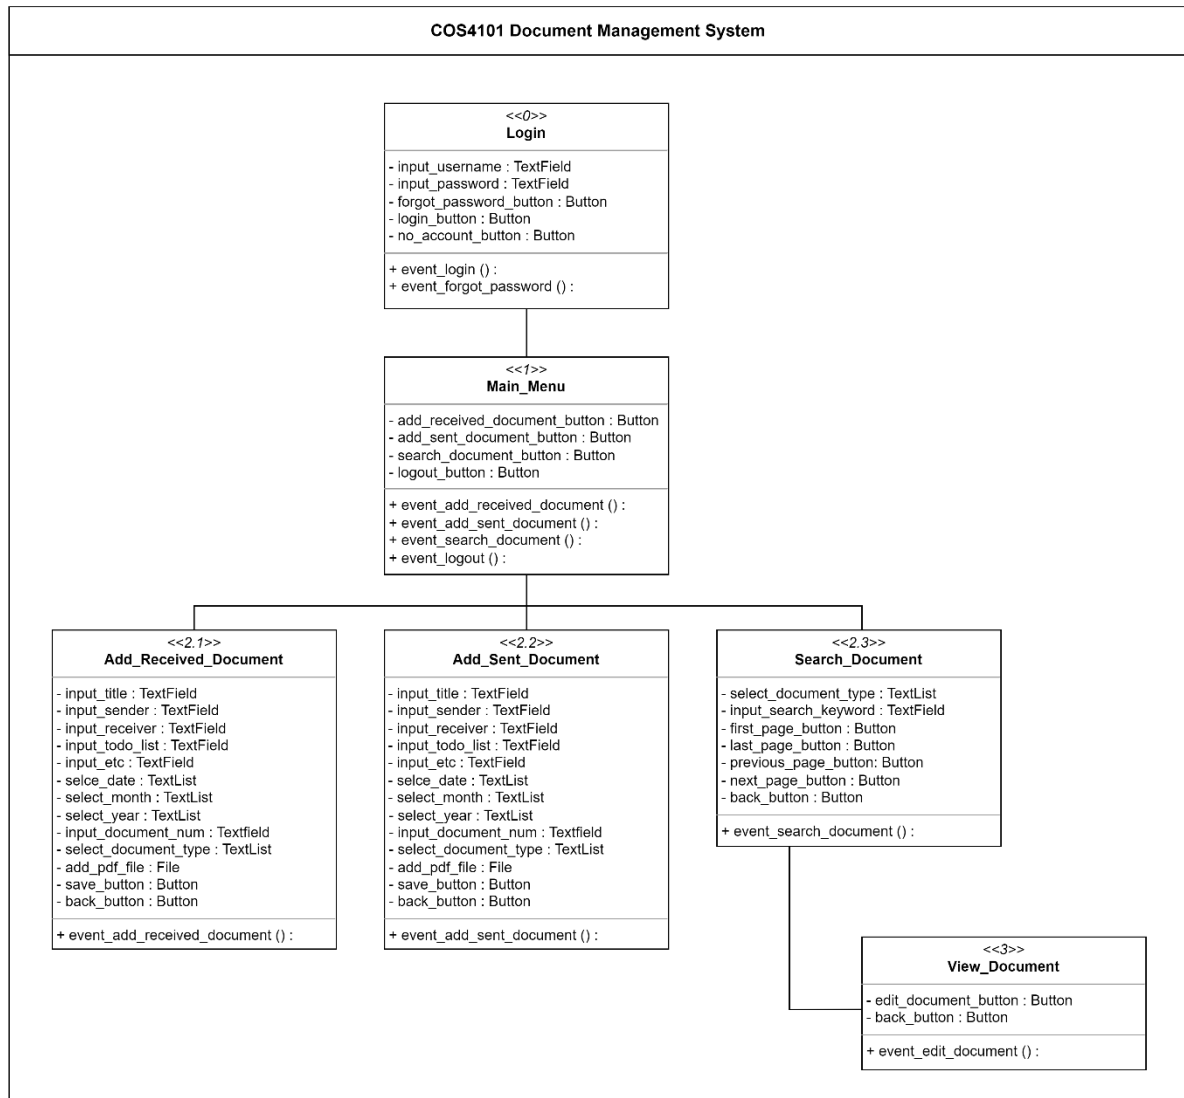 COS4101 Document Management System
<<0>>
Login
- input_username : TextField
- input_password : TextField
- forgot_password_button : Button
- login_button : Button
- no_account_button : Button
+ event_login () :
+ event_forgot_password () :
<<1>>
Main_Menu
- add_received_document_button : Button
- add_sent_document_button : Button
- search_document_button : Button
- logout_button : Button
+ event_add_received_document () :
+ event_add_sent_document () :
+ event_search_document () :
+ event_logout () :
<<2.1>>
Add_Received_Document
- input_title : TextField
- input_sender : TextField
- input_receiver : TextField
- input_todo_list : TextField
- input_etc : TextField
- selce_date : TextList
- select_month : TextList
- select_year : TextList
- input_document_num : Textfield
- select_document_type : TextList
- add_pdf_file : File
- save_button : Button
- back_button : Button
+ event_add_received_document () :
<<2.2>>
Add_Sent_Document
- input_title : TextField
- input_sender : TextField
- input_receiver : TextField
- input_todo_list : TextField
- input_etc : TextField
- selce_date : TextList
- select_month : TextList
- select_year : TextList
- input_document_num : Textfield
- select_document_type : TextList
- add_pdf_file : File
- save_button : Button
- back_button : Button
+ event_add_sent_document () :
<<2.3>>
Search_Document
- select_document_type : TextList
- input_search_keyword : TextField
- first_page_button : Button
- last_page_button : Button
- previous_page_button: Button
- next_page_button : Button
- back_button : Button
+ event_search_document () :
<<3>>
View_Document
- edit_document_button : Button
- back_button : Button
+ event_edit_document () :